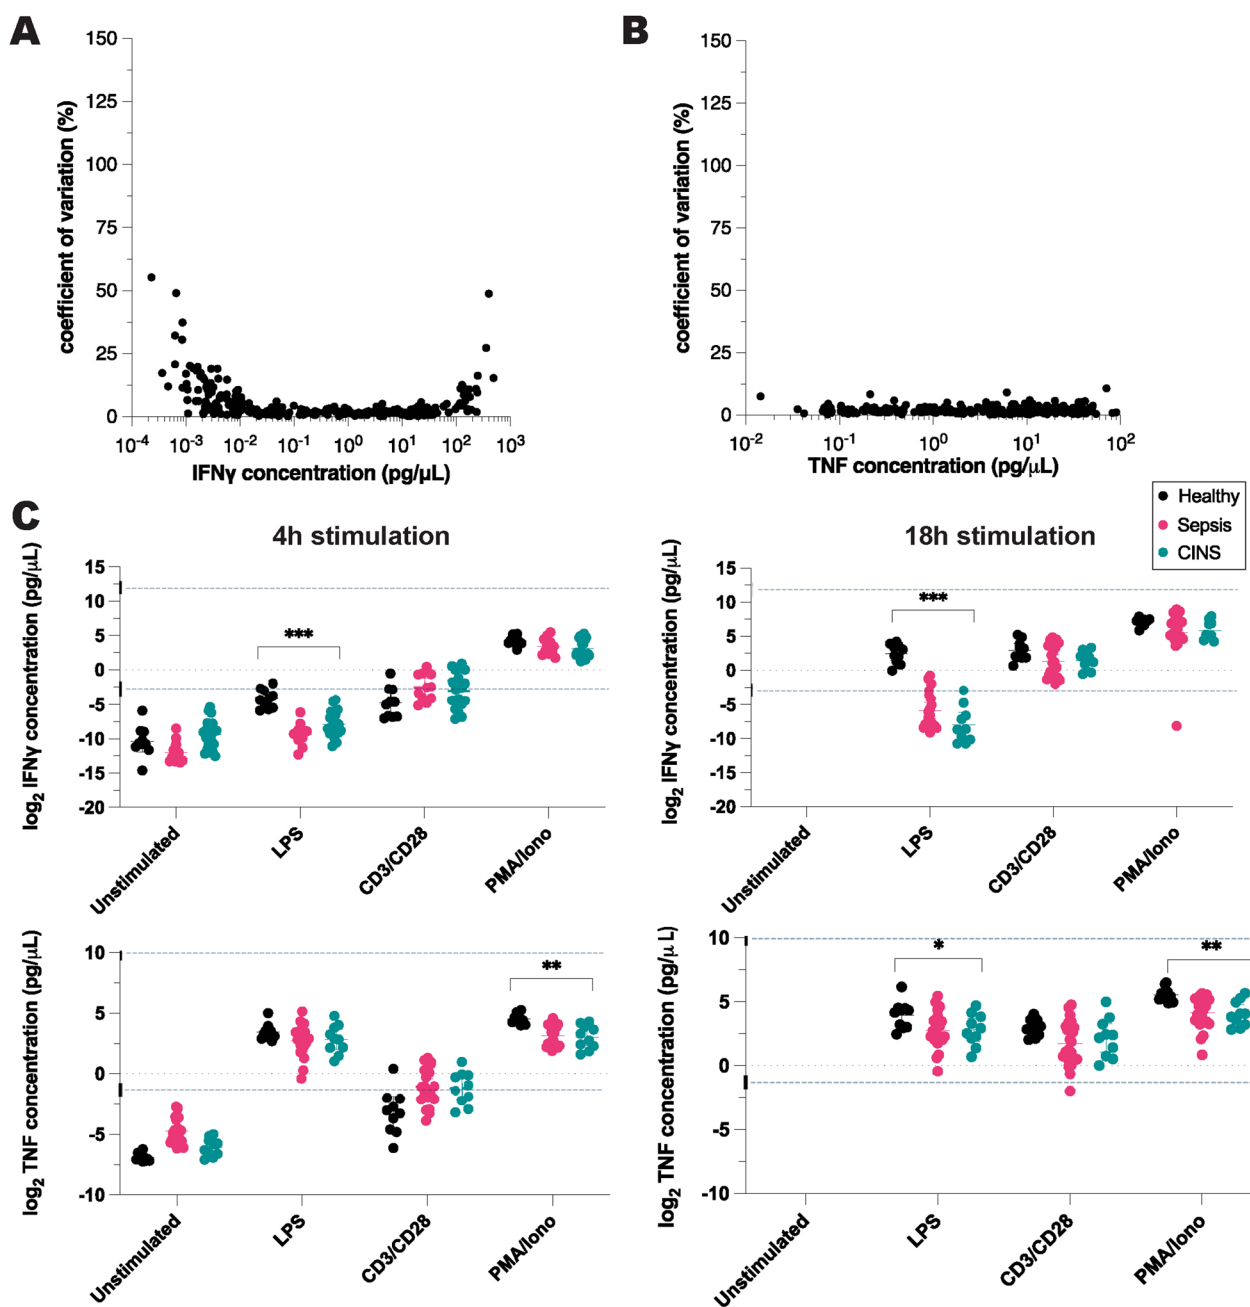 A
B
150
125
100
75
50
25
0
coefficient of variation (%)
10-4
10-3
10-2
10-1
100
101
102
103
IFNγ concentration (pg/μL)
150
125
100
75
50
25
0
coefficient of variation (%)
10-2
10-1
100
101
102
TNF concentration (pg/μL)
Healthy
Sepsis
CINS
C
4h stimulation
18h stimulation
log2 IFNγ concentration (pg/μL)
15
10
5
0
-5
-10
-15
-20
***
Unstimulated
LPS
CD3/CD28
PMA/Iono
log2 IFNγ concentration (pg/μL)
15
10
5
0
-5
-10
-15
-20
***
Unstimulated
LPS
CD3/CD28
PMA/Iono
log2 TNF concentration (pg/μL)
10
5
0
-5
-10
**
Unstimulated
LPS
CD3/CD28
PMA/Iono
log2 TNF concentration (pg/μ L)
10
5
0
-5
-10
*
**
Unstimulated
LPS
CD3/CD28
PMA/Iono